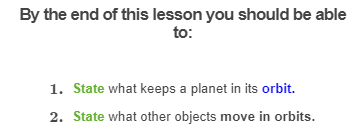 By the end of this lesson you should be able
to:
1. State what keeps a planet in its orbit.
2. State what other objects move in orbits.